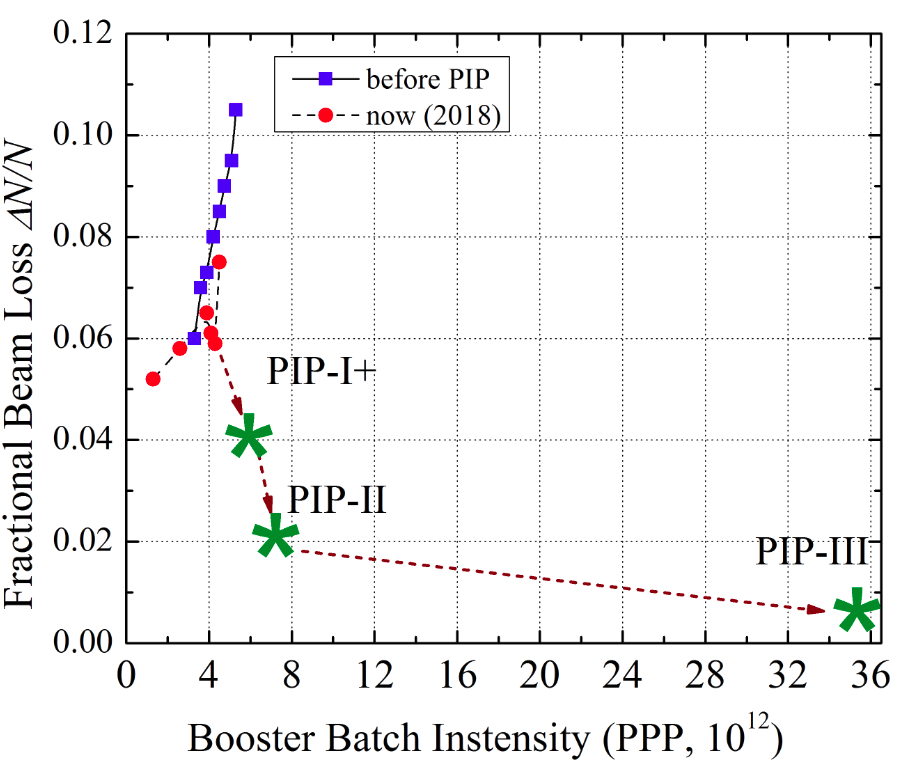 0.12
0.10
0.08
0.06
0.04
0.02
0.00
Fractional Beam Loss ΔN/N
before PIP
now (2018)
PIP-I+
PIP-II
PIP-III
0 4 8 12 16 20 24 28 32 36
Booster Batch Instensity (PPP, 10¹²)